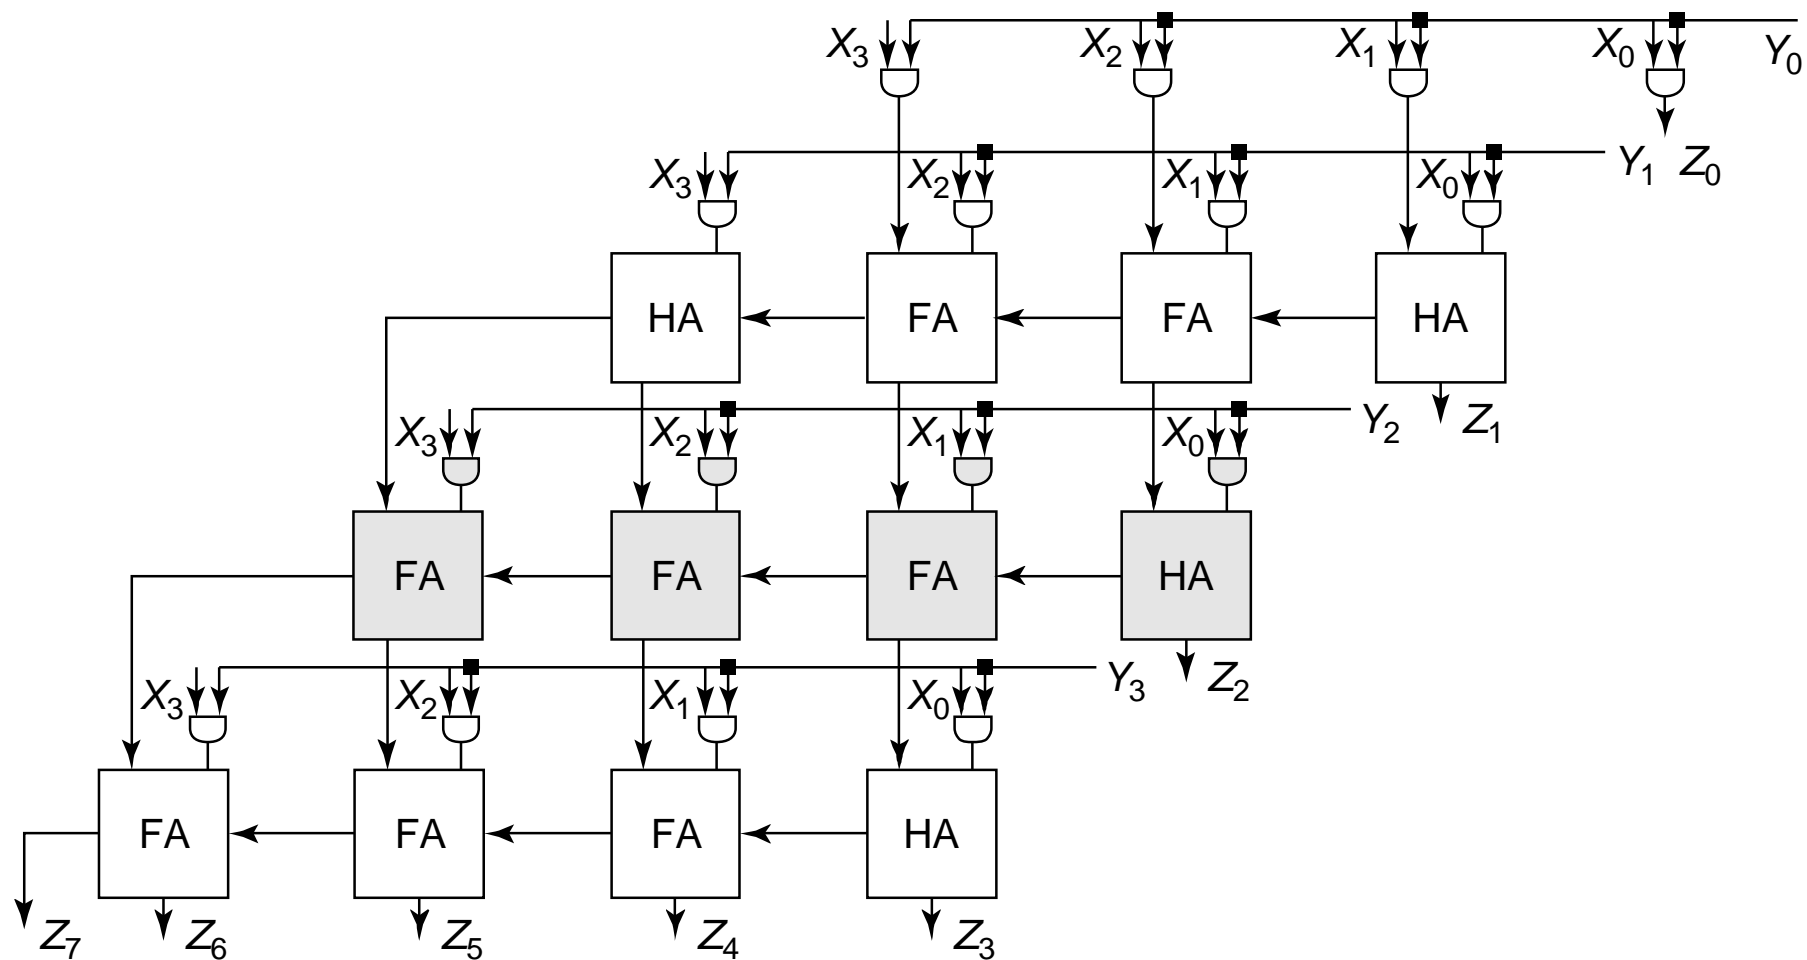 X3 X2 X1 X0 Y0
X3 X2 X1 X0 Y1 Z0
HA FA FA HA
X3 X2 X1 X0 Y2 Z1
FA FA FA HA
X3 X2 X1 X0 Y3 Z2
FA FA FA HA
Z7 Z6 Z5 Z4 Z3